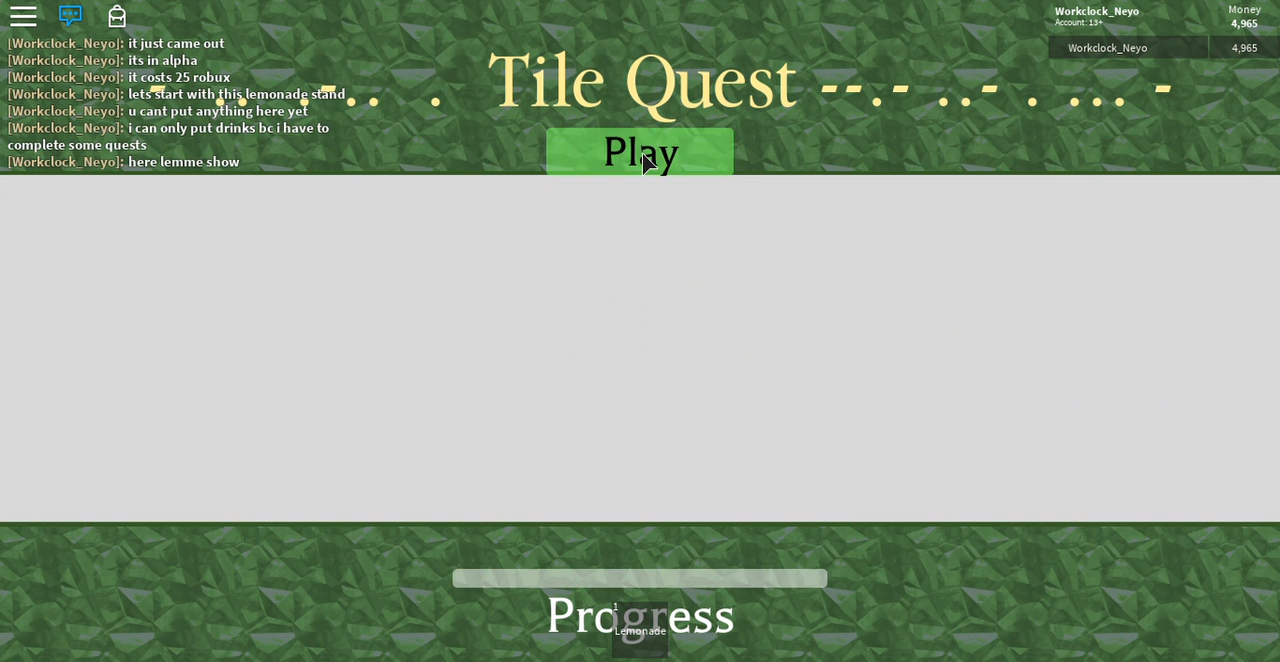 Workclock_Neyo
Account: 13+
Money
4,965
Workclock_Neyo 4,965
[Workclock_Neyo]: it just came out
[Workclock_Neyo]: its in alpha
[Workclock_Neyo]: it costs 25 robux
[Workclock_Neyo]: lets start with this lemonade stand
[Workclock_Neyo]: u cant put anything here yet
[Workclock_Neyo]: i can only put drinks bc i have to
complete some quests
[Workclock_Neyo]: here lemme show
- .. .-.. . Tile Quest --.- ..- . ... -
Play
Progress
1
Lemonade